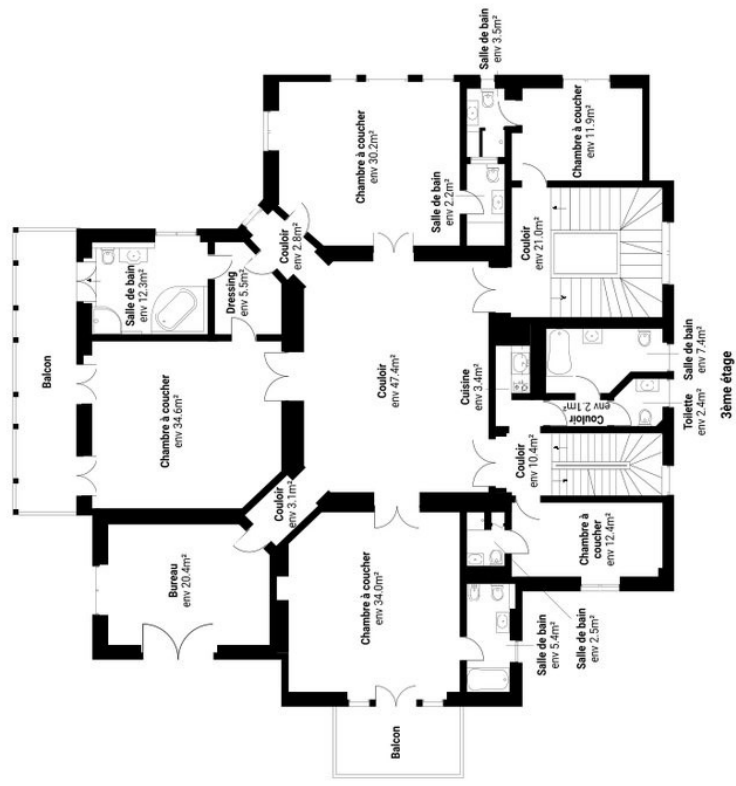 Balcon
Salle de bain
env 12.3m²
Dressing
env 5.5m²
Couloir
env 2.8m²
Chambre à coucher
env 30.2m²
Salle de bain
env 3.5m²
Salle de bain
env 2.2m²
Chambre à coucher
env 11.9m²
Chambre à coucher
env 34.6m²
Couloir
env 47.4m²
Couloir
env 21.0m²
Cuisine
env 3.4m²
Salle de bain
env 7.4m²
Couloir
env 2.1m²
Toilette
env 2.4m²
Bureau
env 20.4m²
Couloir
env 3.1m²
Couloir
env 10.4m²
Chambre à coucher
env 34.0m²
Chambre à
coucher
env 12.4m²
Salle de bain
env 5.4m²
Salle de bain
env 2.5m²
Balcon
3ème étage